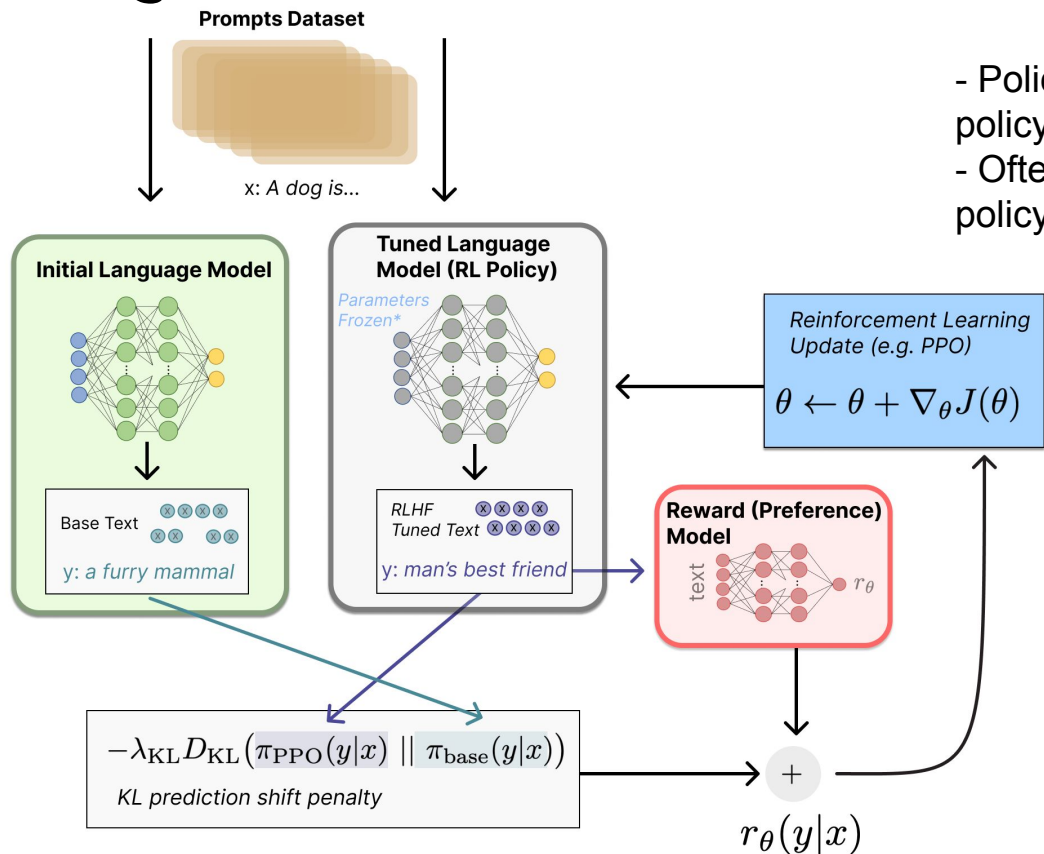 g
Prompts Dataset
x: A dog is...
- Polic
policy
- Ofte
policy
Initial Language Model
Tuned Language
Model (RL Policy)
Parameters
Frozen*
Reinforcement Learning
Update (e.g. PPO)
θ ← θ + ∇θJ(θ)
Base Text
x x x x
x x x x
y: a furry mammal
RLHF
Tuned Text
x x x x
x x x x
y: man's best friend
Reward (Preference)
Model
text
rθ
−λKL DKL(πPPO(y|x) || πbase(y|x))
KL prediction shift penalty
+
rθ(y|x)